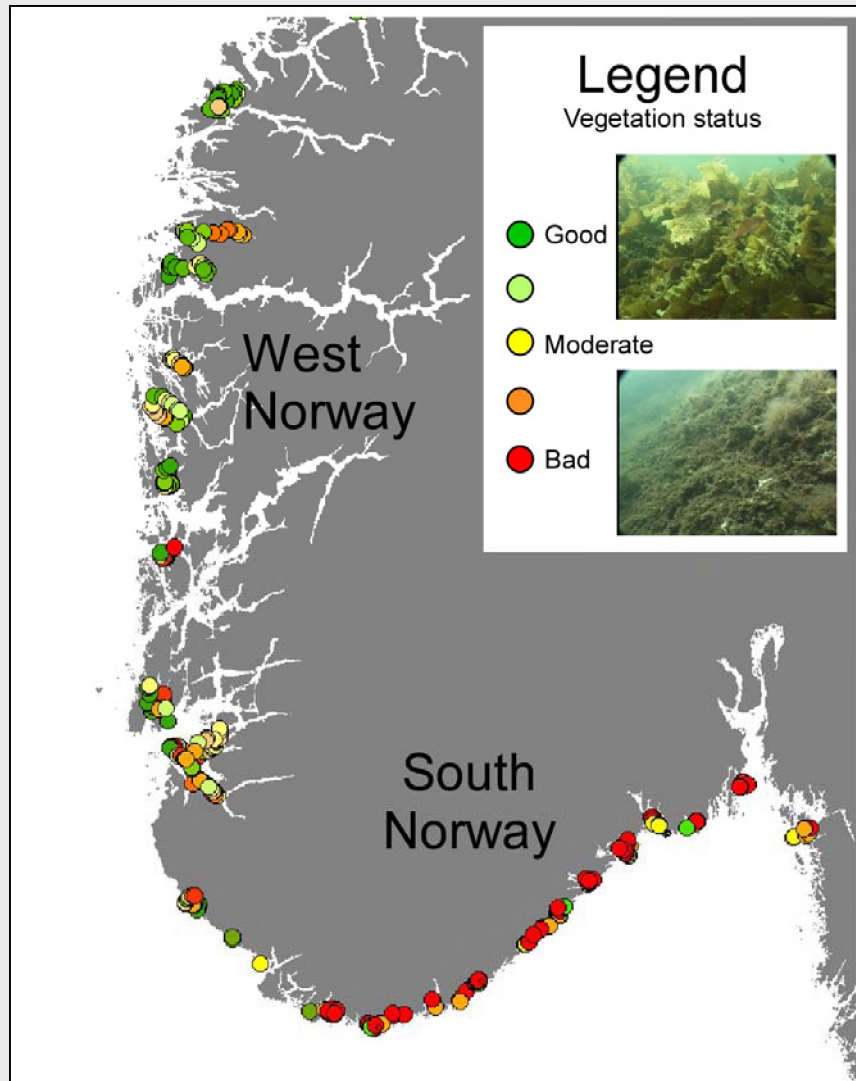 Legend
Vegetation status
Good
Moderate
Bad
West
Norway
South
Norway